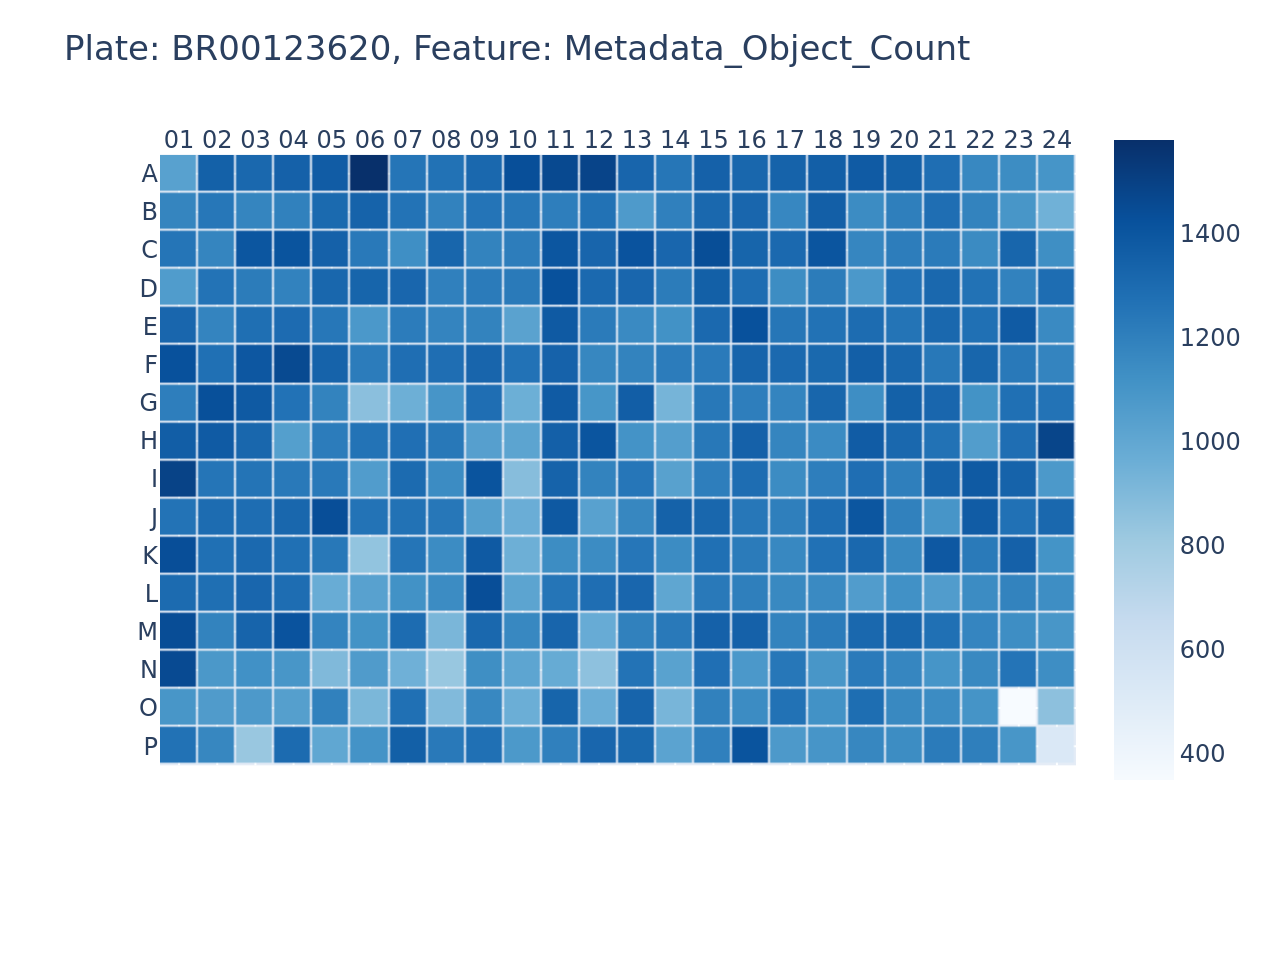 Plate: BR00123620, Feature: Metadata_Object_Count
01 02 03 04 05 06 07 08 09 10 11 12 13 14 15 16 17 18 19 20 21 22 23 24
A
B
C
D
E
F
G
H
I
J
K
L
M
N
O
P
1400
1200
1000
800
600
400